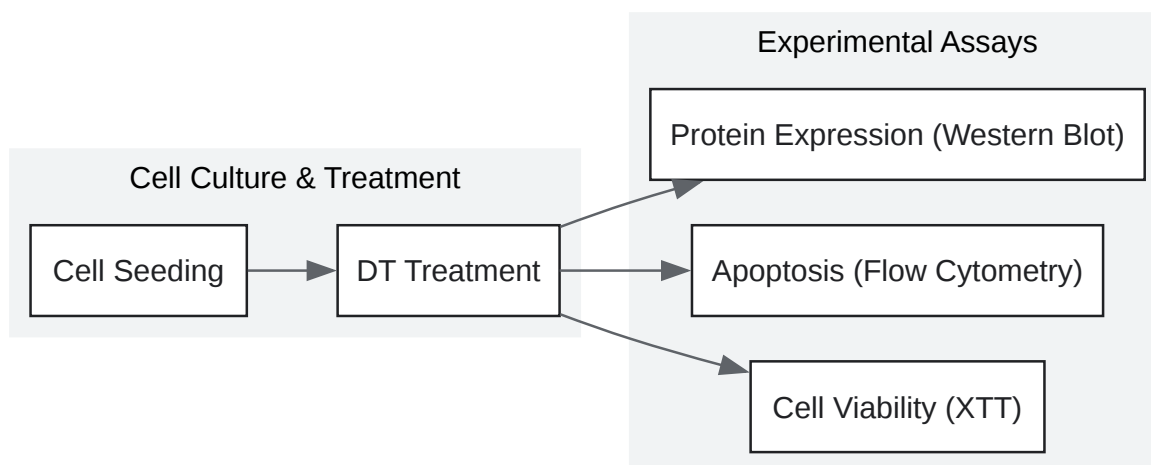 Cell Culture & Treatment
Cell Seeding
DT Treatment
Experimental Assays
Protein Expression (Western Blot)
Apoptosis (Flow Cytometry)
Cell Viability (XTT)